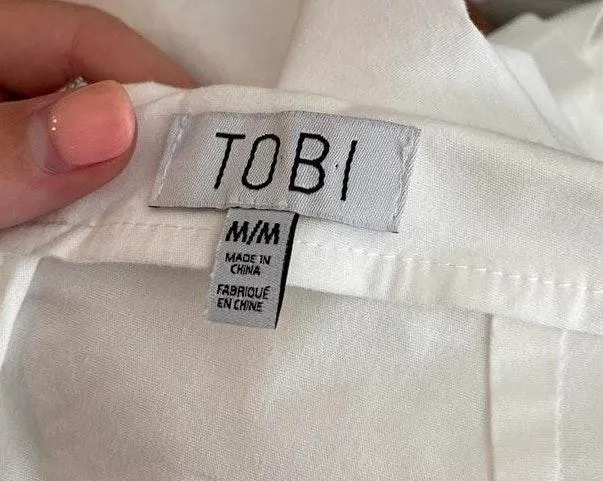 TOBI
M/M
MADE IN
CHINA
FABRIQUÉ
EN CHINE